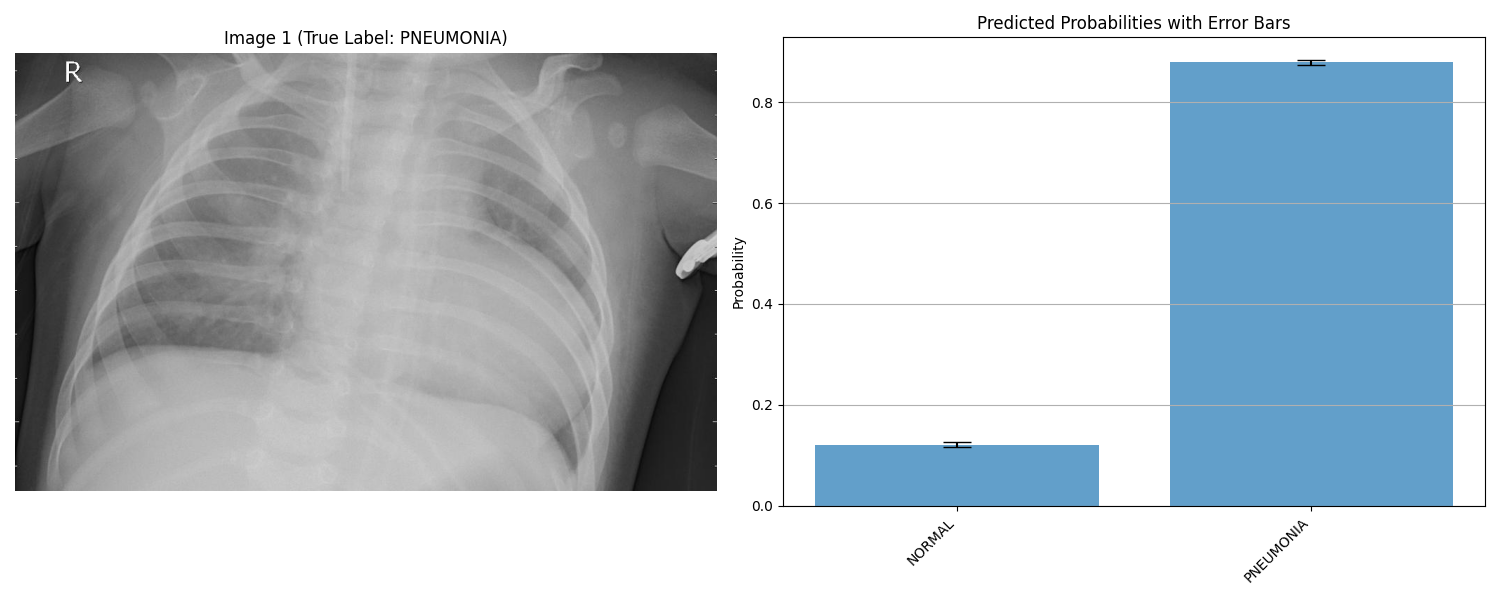 Image 1 (True Label: PNEUMONIA)
R
Predicted Probabilities with Error Bars
Probability
0.8
0.6
0.4
0.2
0.0
NORMAL
PNEUMONIA